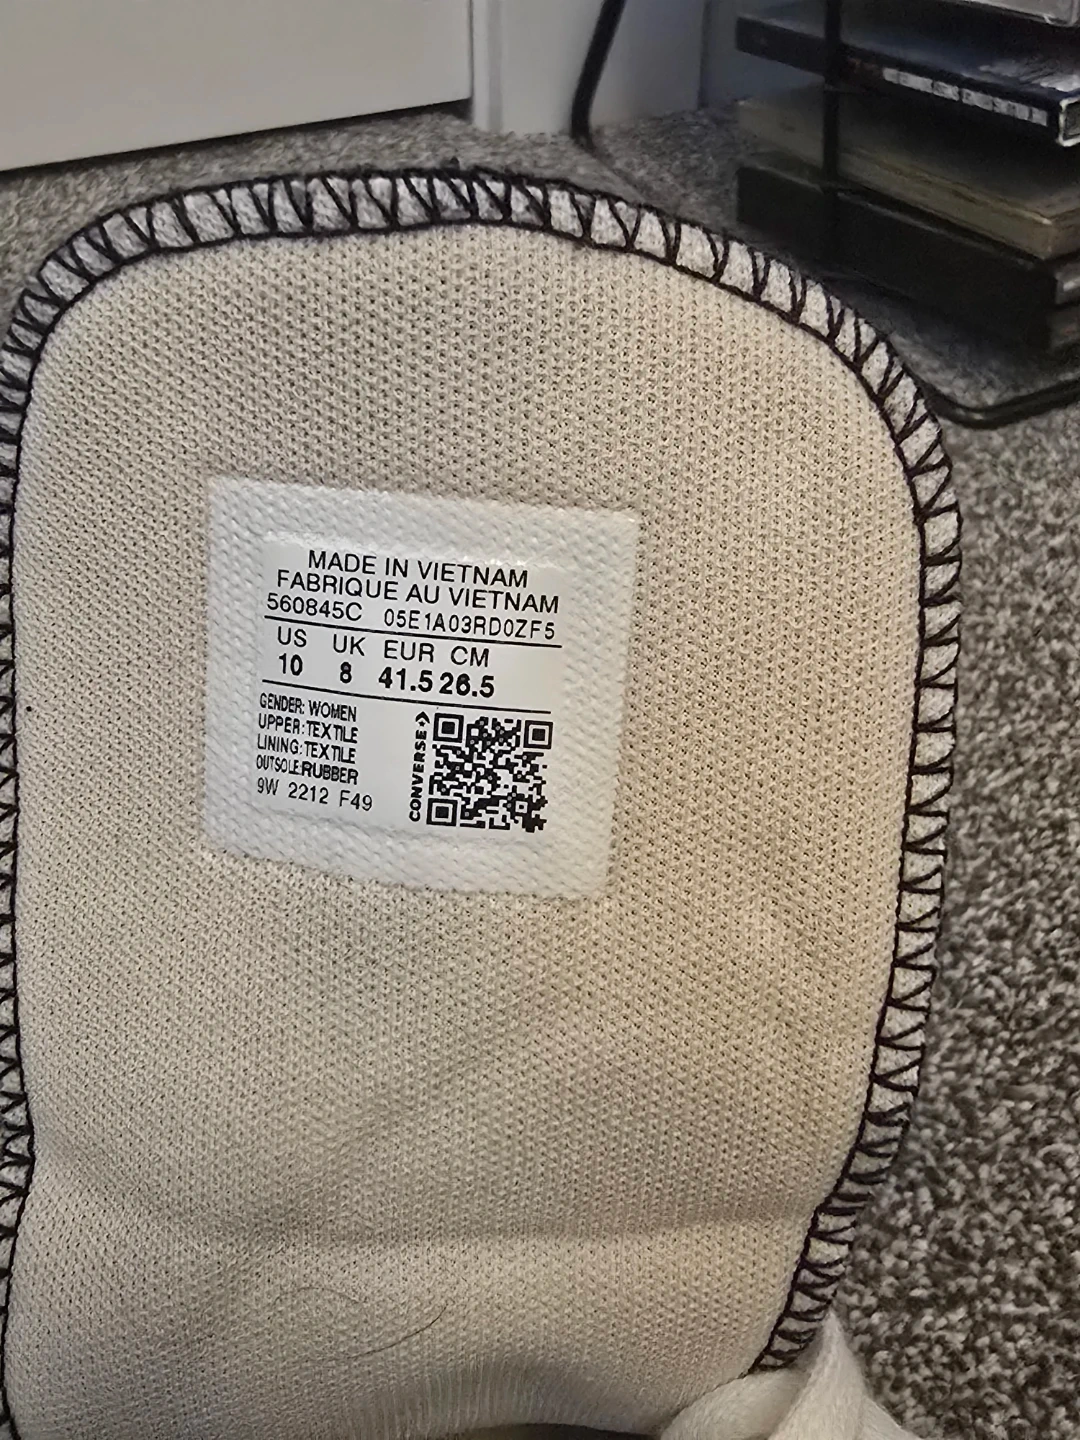 MADE IN VIETNAM
FABRIQUE AU VIETNAM
560845C 05E1A03RD0ZF5
US UK EUR CM
10 8 41.5 26.5
GENDER: WOMEN
UPPER: TEXTILE
LINING: TEXTILE
OUTSOLE: RUBBER
9W 2212 F49
CONVERSE